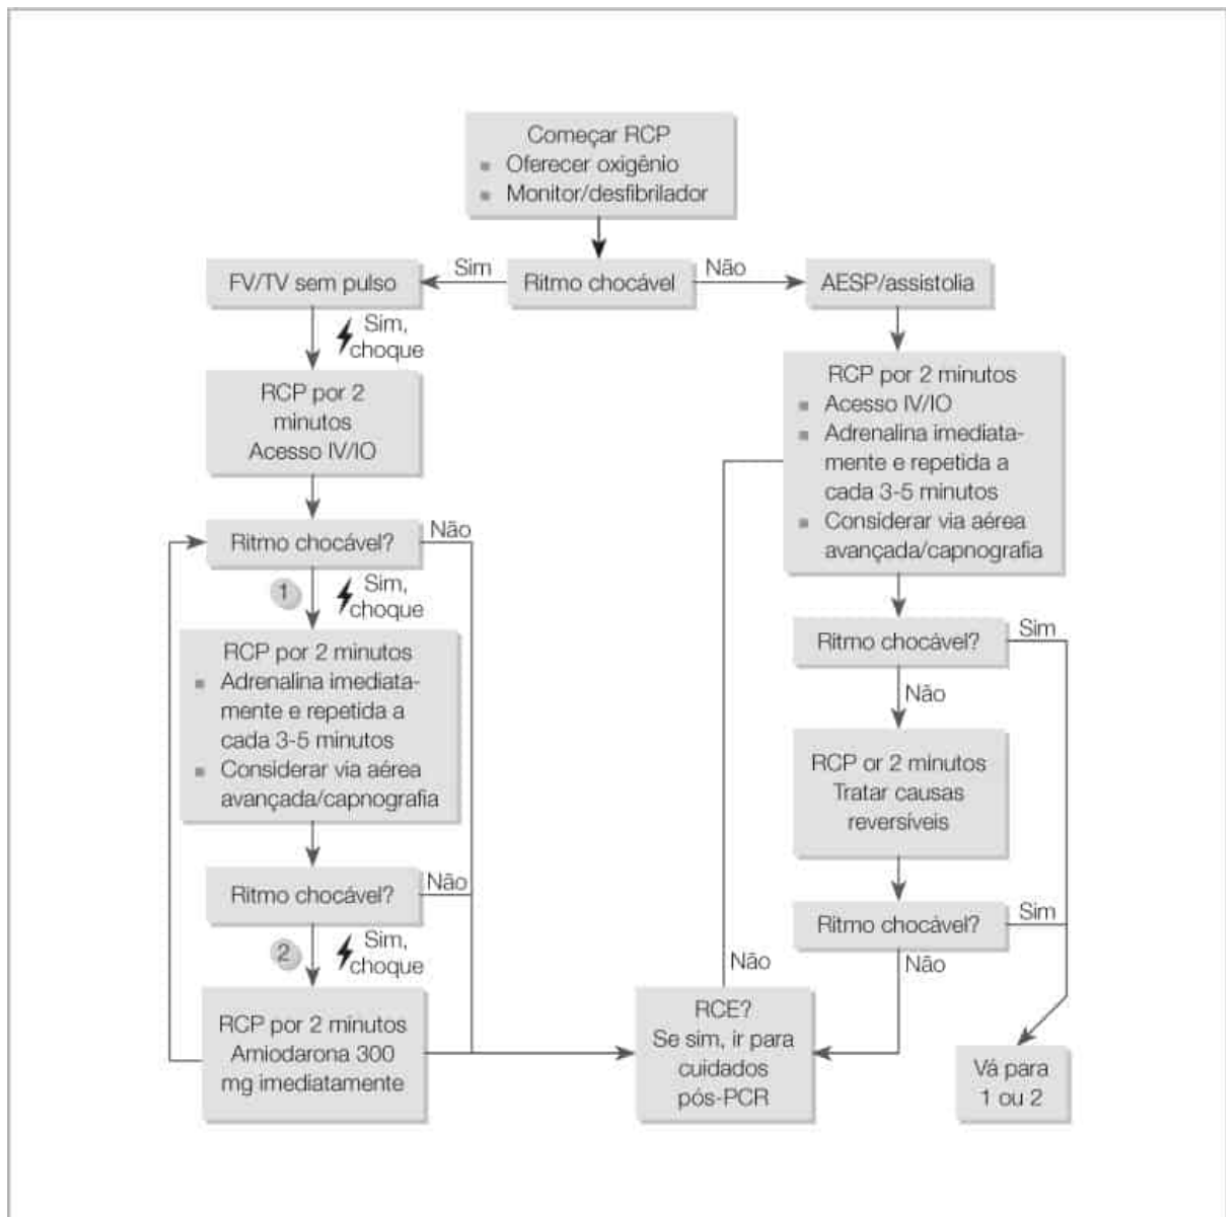 Começar RCP
▪ Oferecer oxigênio
▪ Monitor/desfibrilador
FV/TV sem pulso
Sim
Ritmo chocável
Não
AESP/assistolia
Sim,
choque
RCP por 2
minutos
Acesso IV/IO
Ritmo chocável?
Não
1
Sim,
choque
RCP por 2 minutos
▪ Adrenalina imediata-
mente e repetida a
cada 3-5 minutos
▪ Considerar via aérea
avançada/capnografia
Ritmo chocável?
Não
2
Sim,
choque
RCP por 2 minutos
Amiodarona 300
mg imediatamente
RCP por 2 minutos
▪ Acesso IV/IO
▪ Adrenalina imediata-
mente e repetida a
cada 3-5 minutos
▪ Considerar via aérea
avançada/capnografia
Ritmo chocável?
Sim
Não
RCP or 2 minutos
Tratar causas
reversíveis
Ritmo chocável?
Sim
Não
Não
RCE?
Se sim, ir para
cuidados
pós-PCR
Vá para
1 ou 2